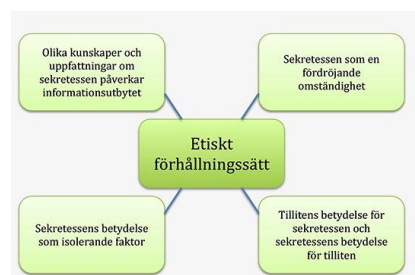 Olika kunskaper och
uppfattningar om
sekretessen påverkar
informationsutbytet
Sekretessen som en
fördröjande
omständighet
Etiskt
förhållningssätt
Sekretessens betydelse
som isolerande faktor
Tillitens betydelse för
sekretessen och
sekretessens betydelse
för tilliten